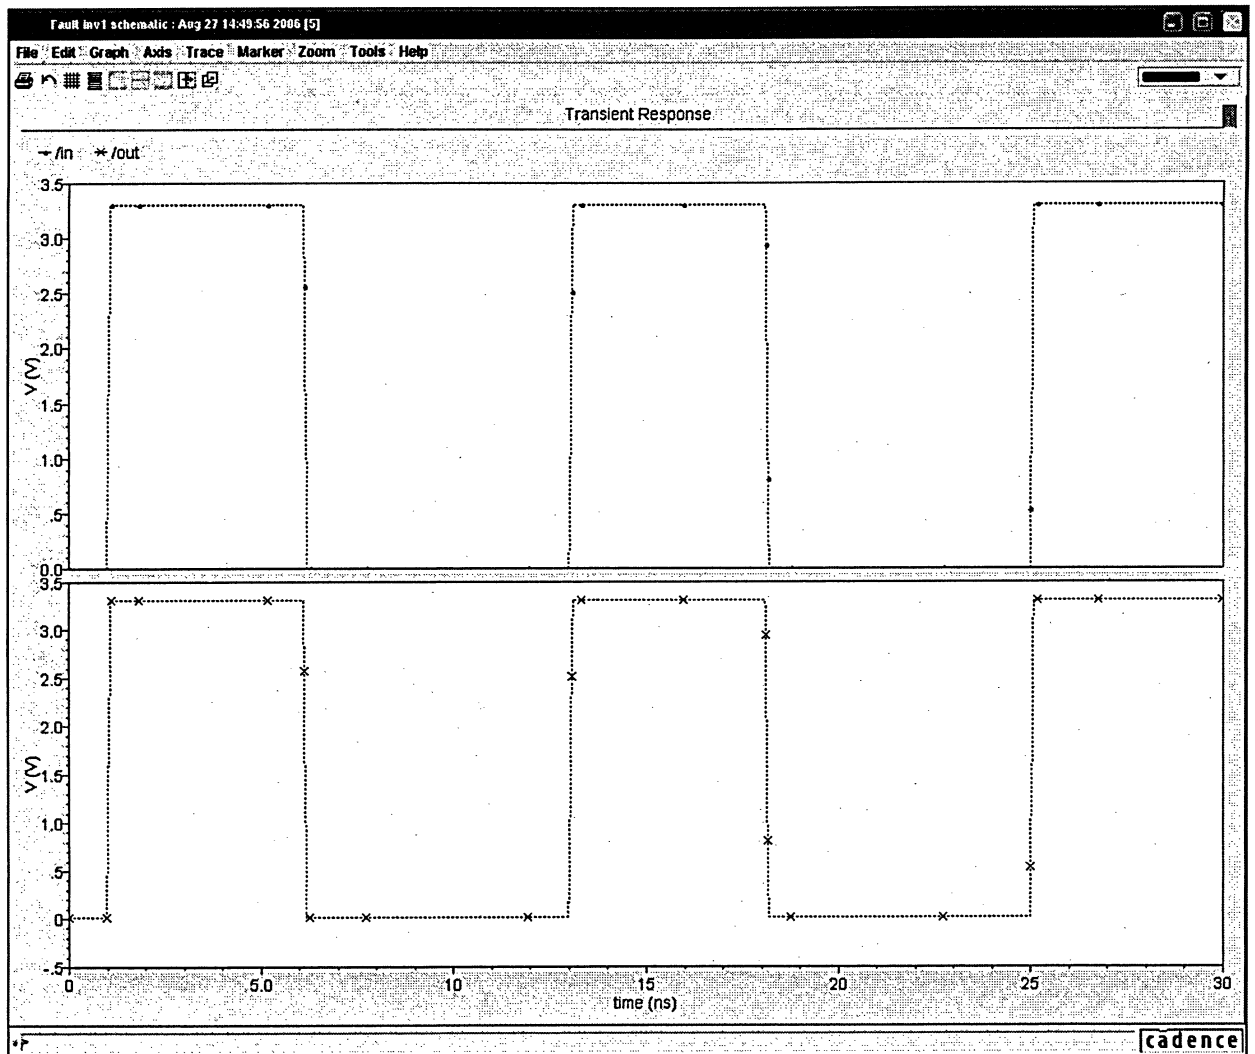 Fault inv1 schematic : Aug 27 14:49:56 2006 [5]
File Edit Graph Axis Trace Marker Zoom Tools Help
Transient Response
/in /out
3.5
3.0
2.5
2.0
V (V)
1.5
1.0
.5
0.0
3.5
3.0
2.5
2.0
V (V)
1.5
1.0
.5
0
-.5
0 5.0 10 15 20 25 30
time (ns)
cadence